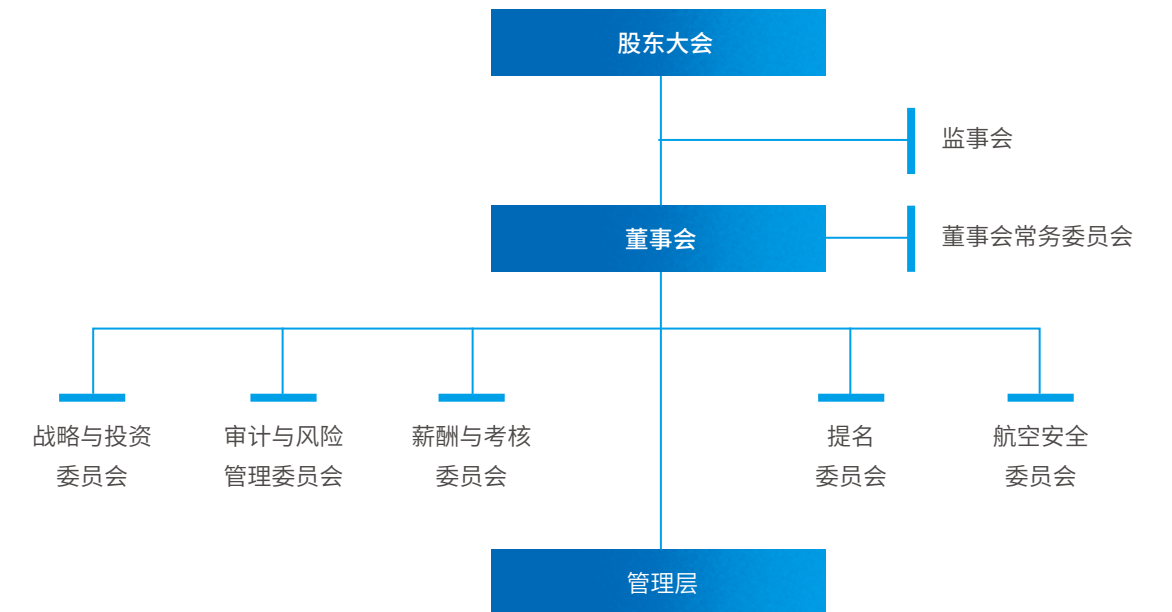 股东大会
监事会
董事会
董事会常务委员会
战略与投资
委员会
审计与风险
管理委员会
薪酬与考核
委员会
提名
委员会
航空安全
委员会
管理层